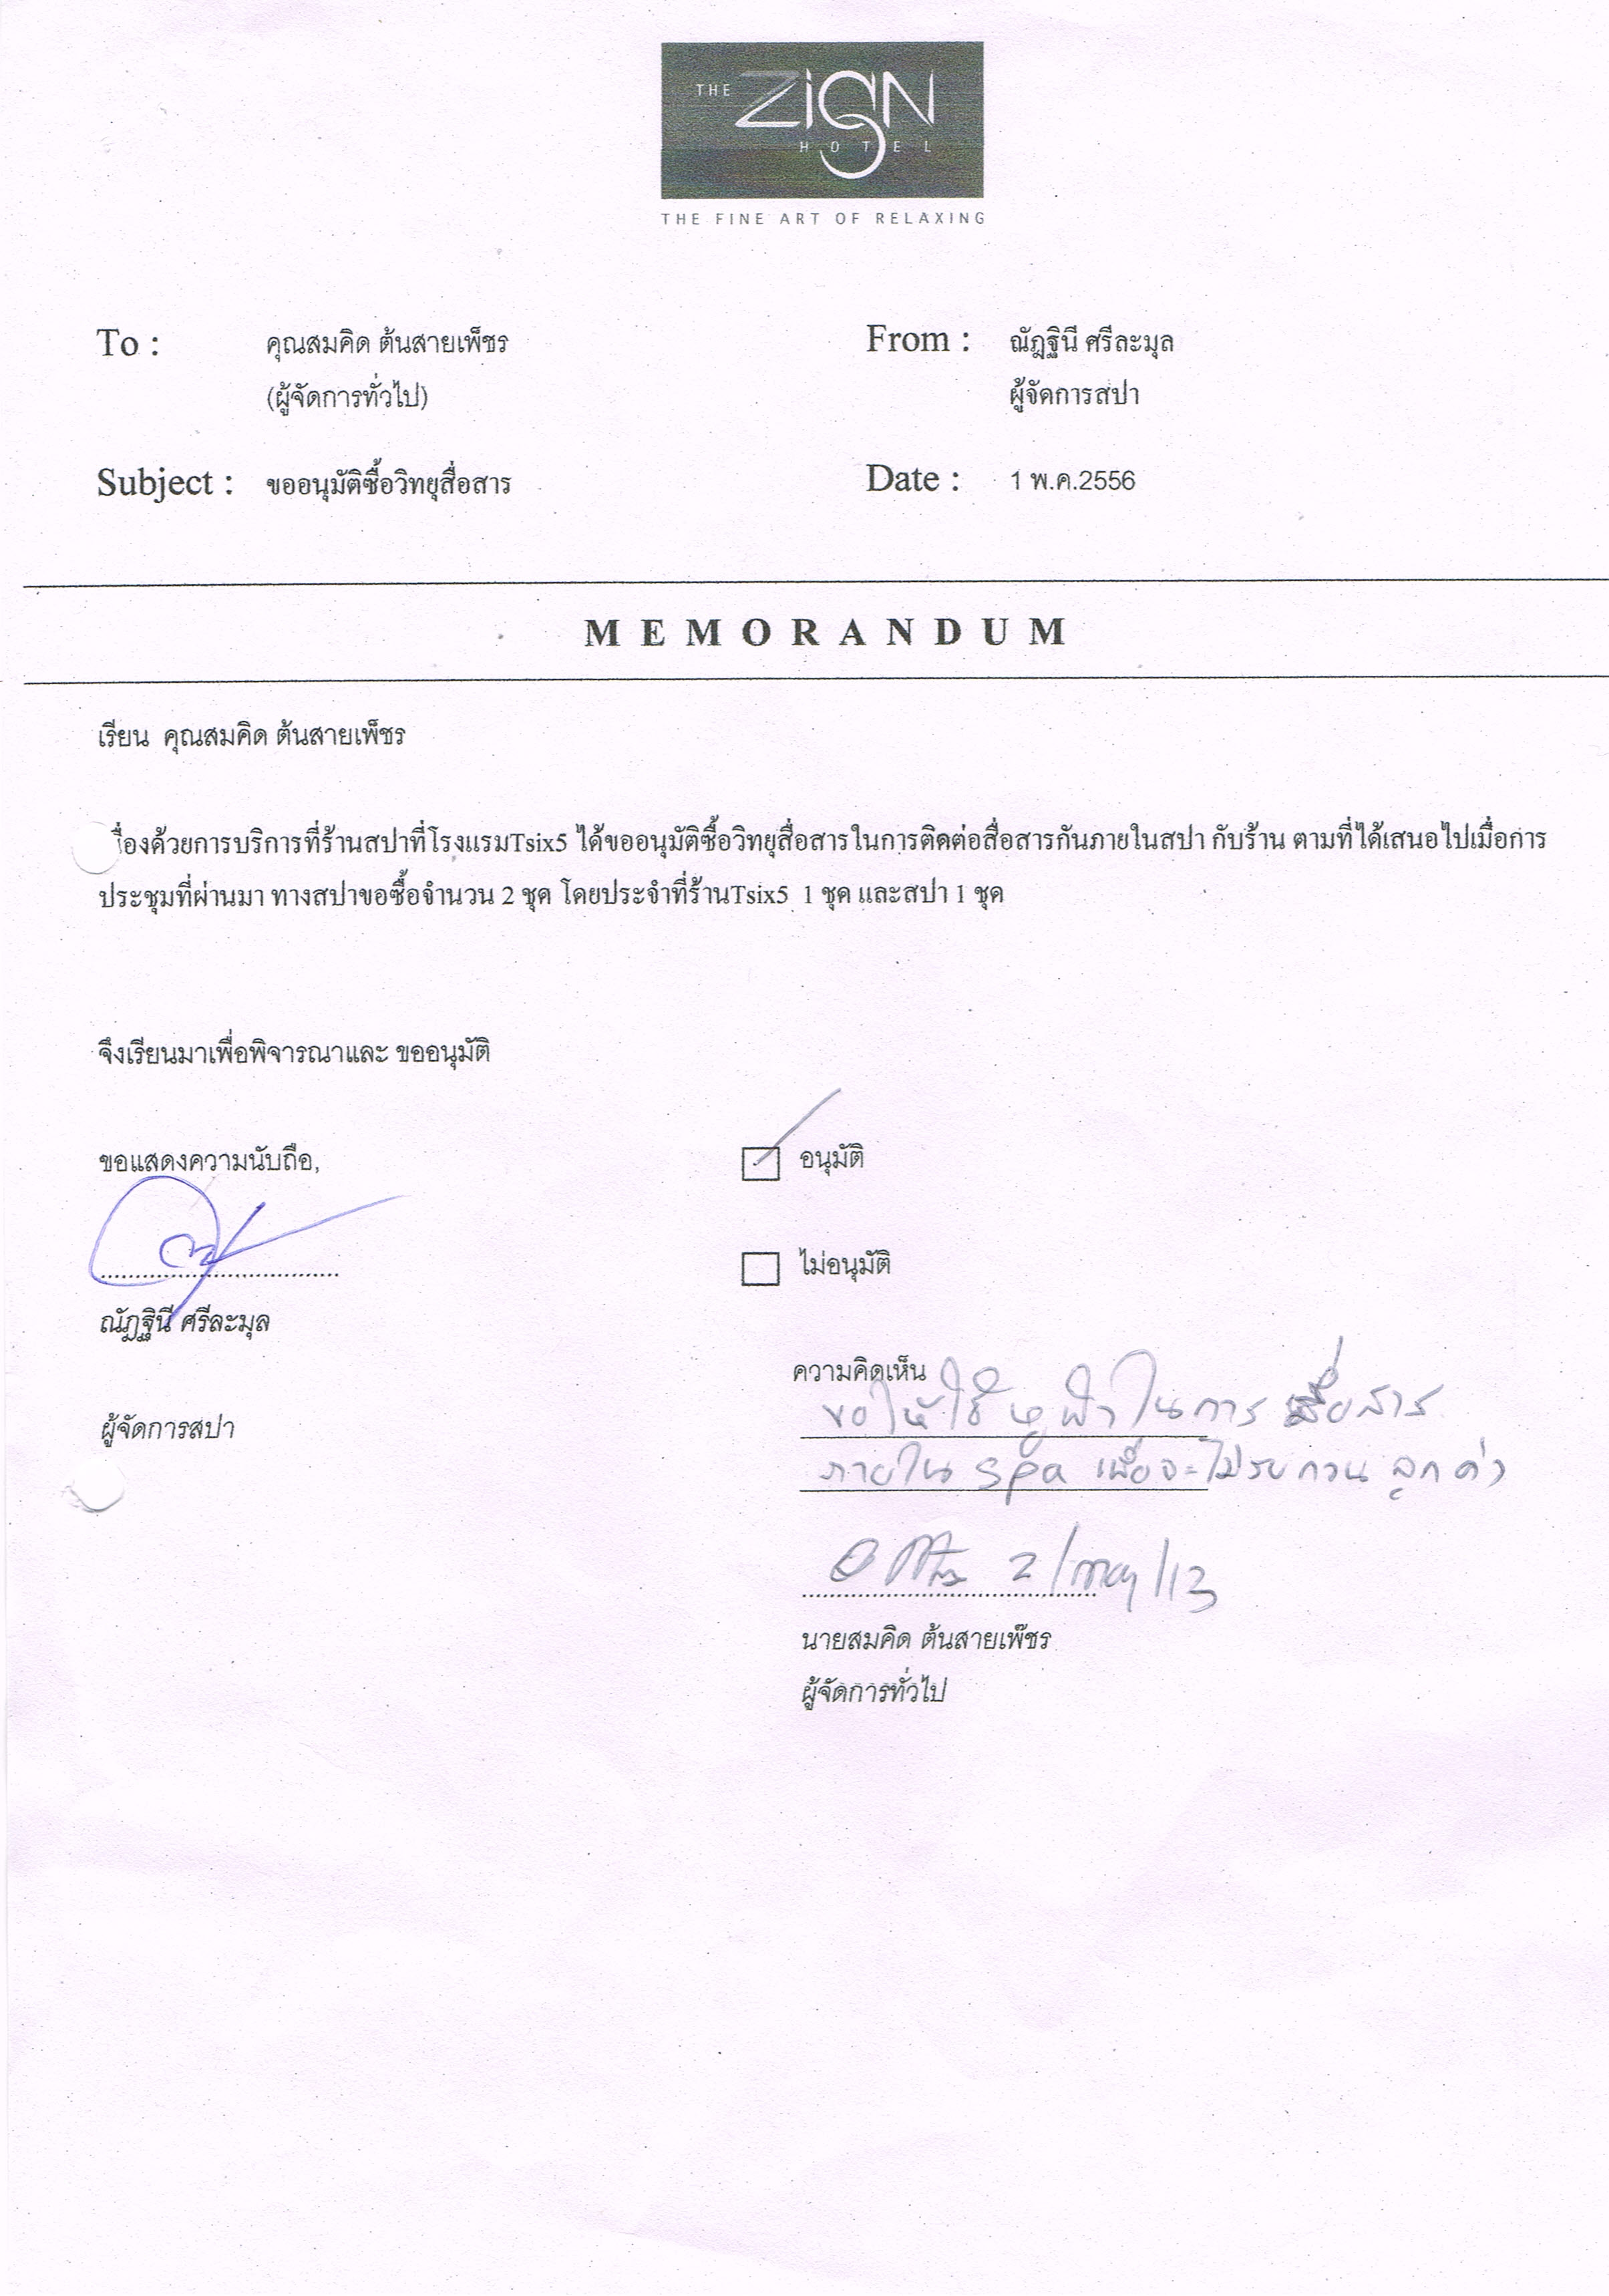 THE ZIGN
HOTEL
THE FINE ART OF RELAXING
To : คุณสมคิด ต้นสายเพ็ชร From : ณัฎฐินี ศรีละมุล
(ผู้จัดการทั่วไป) ผู้จัดการสปา
Subject : ขออนุมัติซื้อวิทยุสื่อสาร Date : 1 พ.ค.2556
MEMORANDUM
เรียน คุณสมคิด ต้นสายเพ็ชร
ื่องด้วยการบริการที่ร้านสปาที่โรงแรมTsix5 ได้ขออนุมัติซื้อวิทยุสื่อสารในการติดต่อสื่อสารกันภายในสปา กับร้าน ตามที่ได้เสนอไปเมื่อการ
ประชุมที่ผ่านมา ทางสปาขอซื้อจำนวน 2 ชุด โดยประจำที่ร้านTsix5 1 ชุด และสปา 1 ชุด
จึงเรียนมาเพื่อพิจารณาและ ขออนุมัติ
ขอแสดงความนับถือ, อนุมัติ
ไม่อนุมัติ
ณัฏฐินี ศรีละมุล
ความคิดเห็น
ขอให้ใช้ หูฟัง ในการ สื่อสาร
ผู้จัดการสปา
ภายใน spa เพื่อจะไม่รบกวน ลูกค้า
2/may/13
นายสมคิด ต้นสายเพ๊ชร
ผู้จัดการทั่วไป